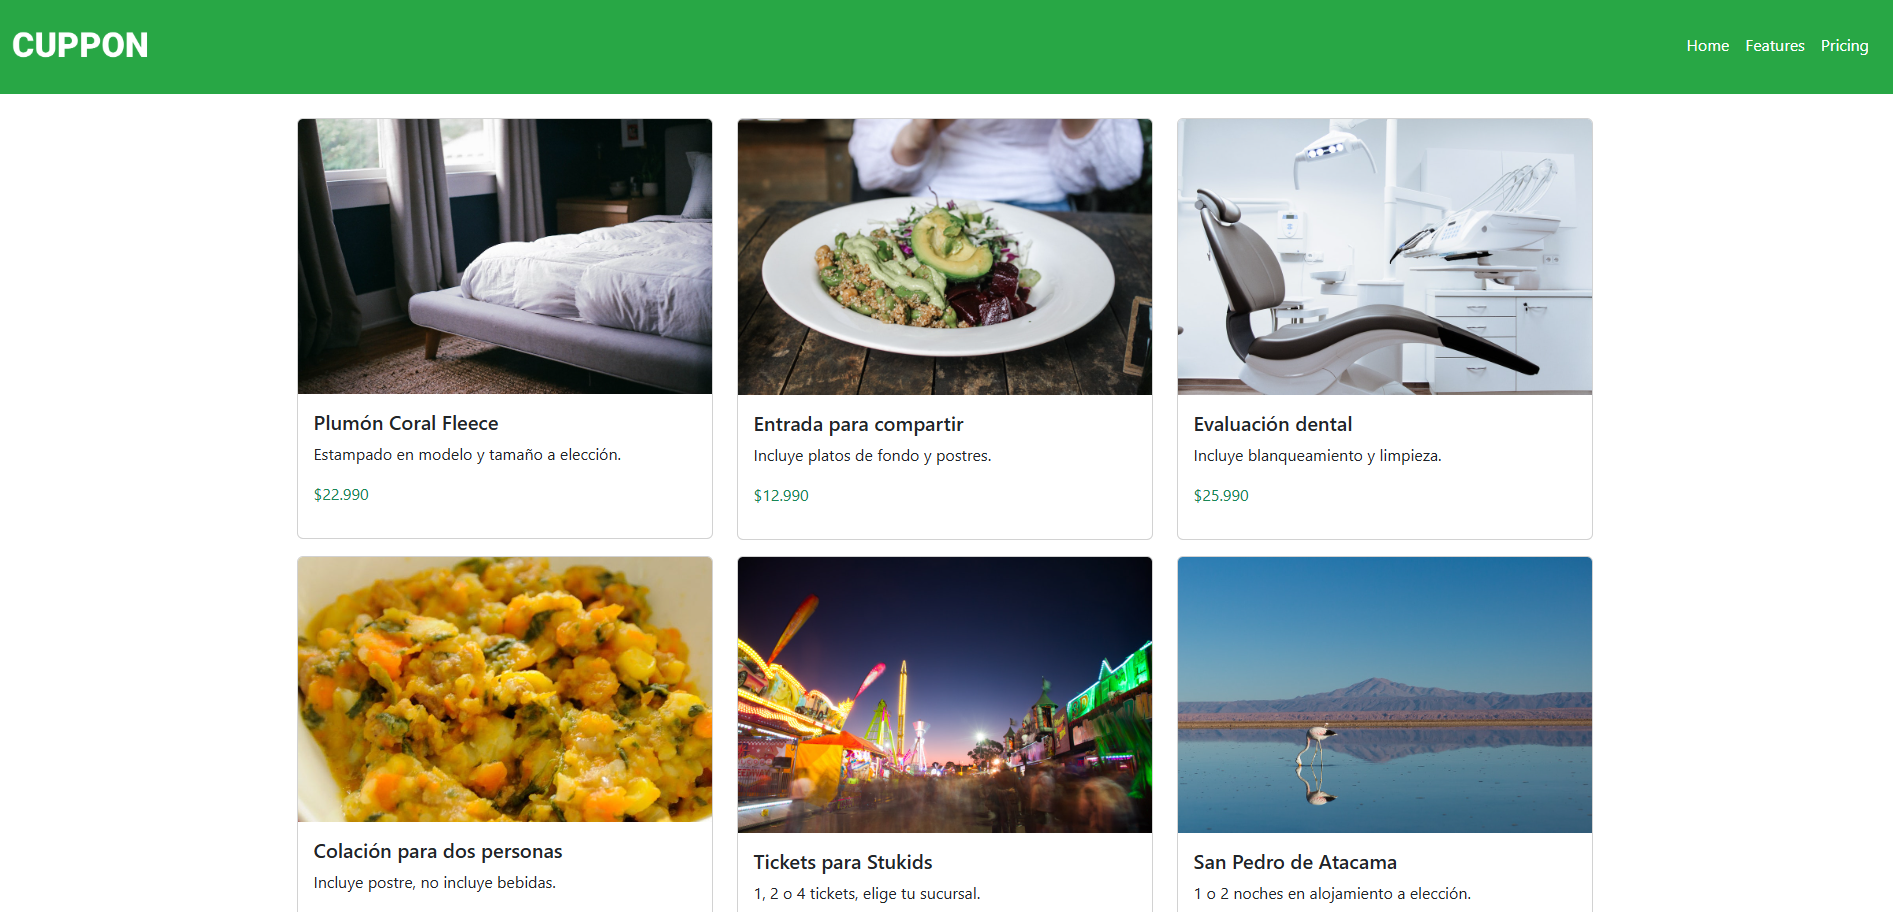 CUPPON
Home Features Pricing
Plumón Coral Fleece
Estampado en modelo y tamaño a elección.
$22.990
Entrada para compartir
Incluye platos de fondo y postres.
$12.990
Evaluación dental
Incluye blanqueamiento y limpieza.
$25.990
Colación para dos personas
Incluye postre, no incluye bebidas.
Tickets para Stukids
1, 2 o 4 tickets, elige tu sucursal.
San Pedro de Atacama
1 o 2 noches en alojamiento a elección.